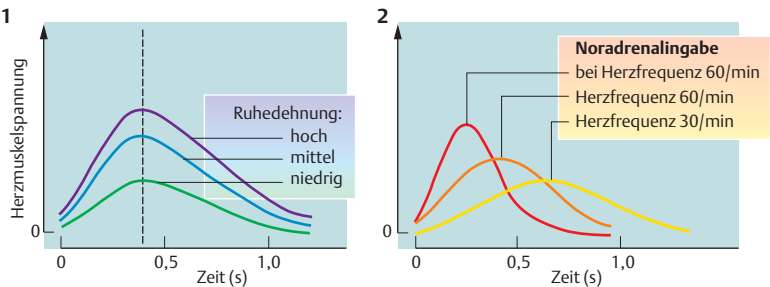 1
Herzmuskelspannung
Ruhedehnung:
hoch
mittel
niedrig
0
0
0,5
1,0
Zeit (s)
2
Noradrenalingabe
bei Herzfrequenz 60/min
Herzfrequenz 60/min
Herzfrequenz 30/min
0
0
0,5
1,0
Zeit (s)